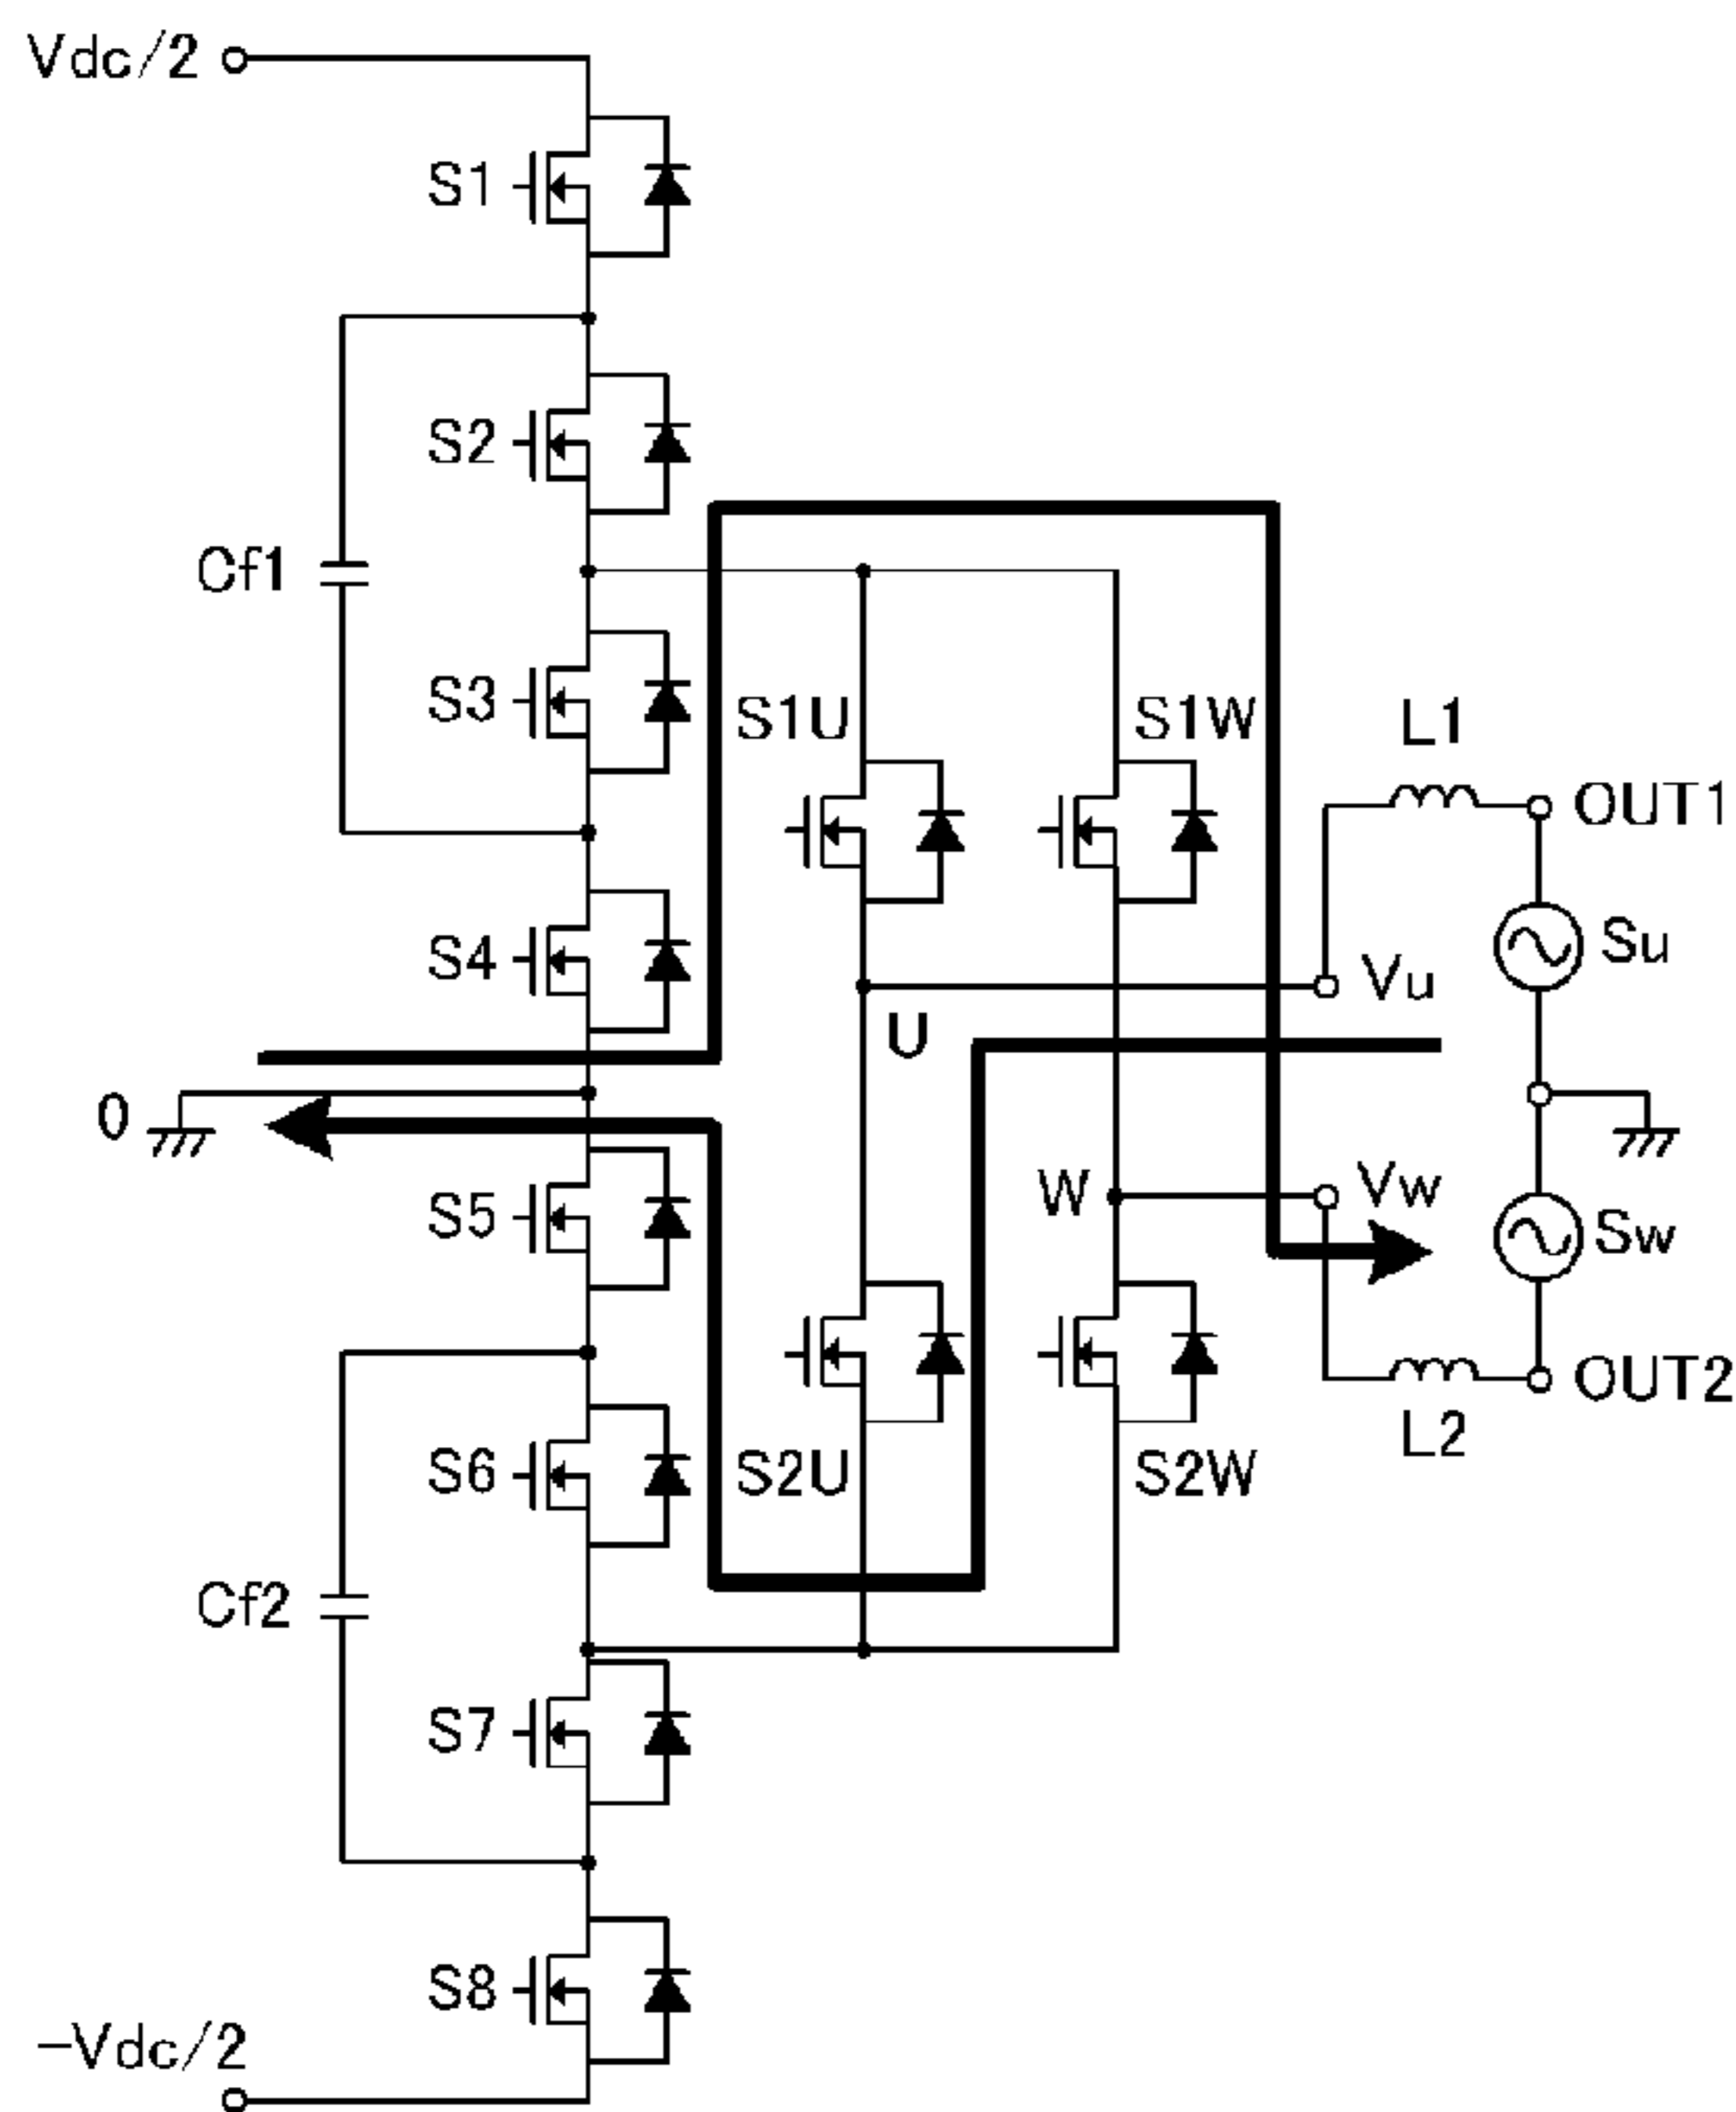 Vdc/2
S1
S2
Cf1
S3
S1U
S1W
L1
OUT1
S4
Su
Vu
U
0
W
Vw
S5
Sw
OUT2
L2
S6
S2U
S2W
Cf2
S7
S8
-Vdc/2